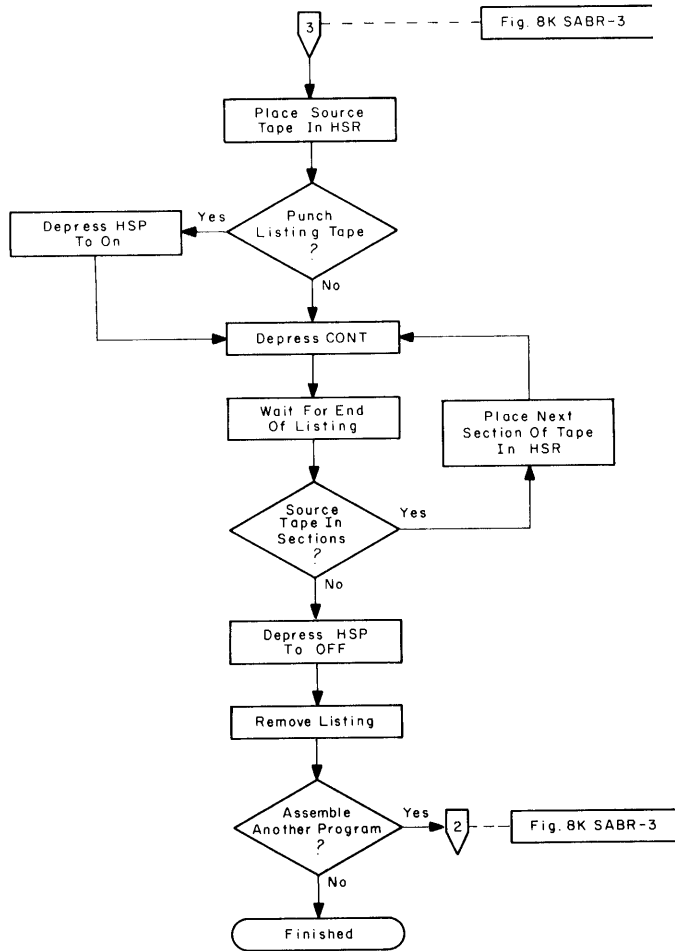 3
Fig. 8K SABR-3
Place Source
Tape In HSR
Punch
Listing Tape
?
Yes
No
Depress HSP
To On
Depress CONT
Wait For End
Of Listing
Place Next
Section Of Tape
In HSR
Source
Tape In
Sections
?
Yes
No
Depress HSP
To OFF
Remove Listing
Assemble
Another Program
?
Yes
2
Fig. 8K SABR-3
No
Finished